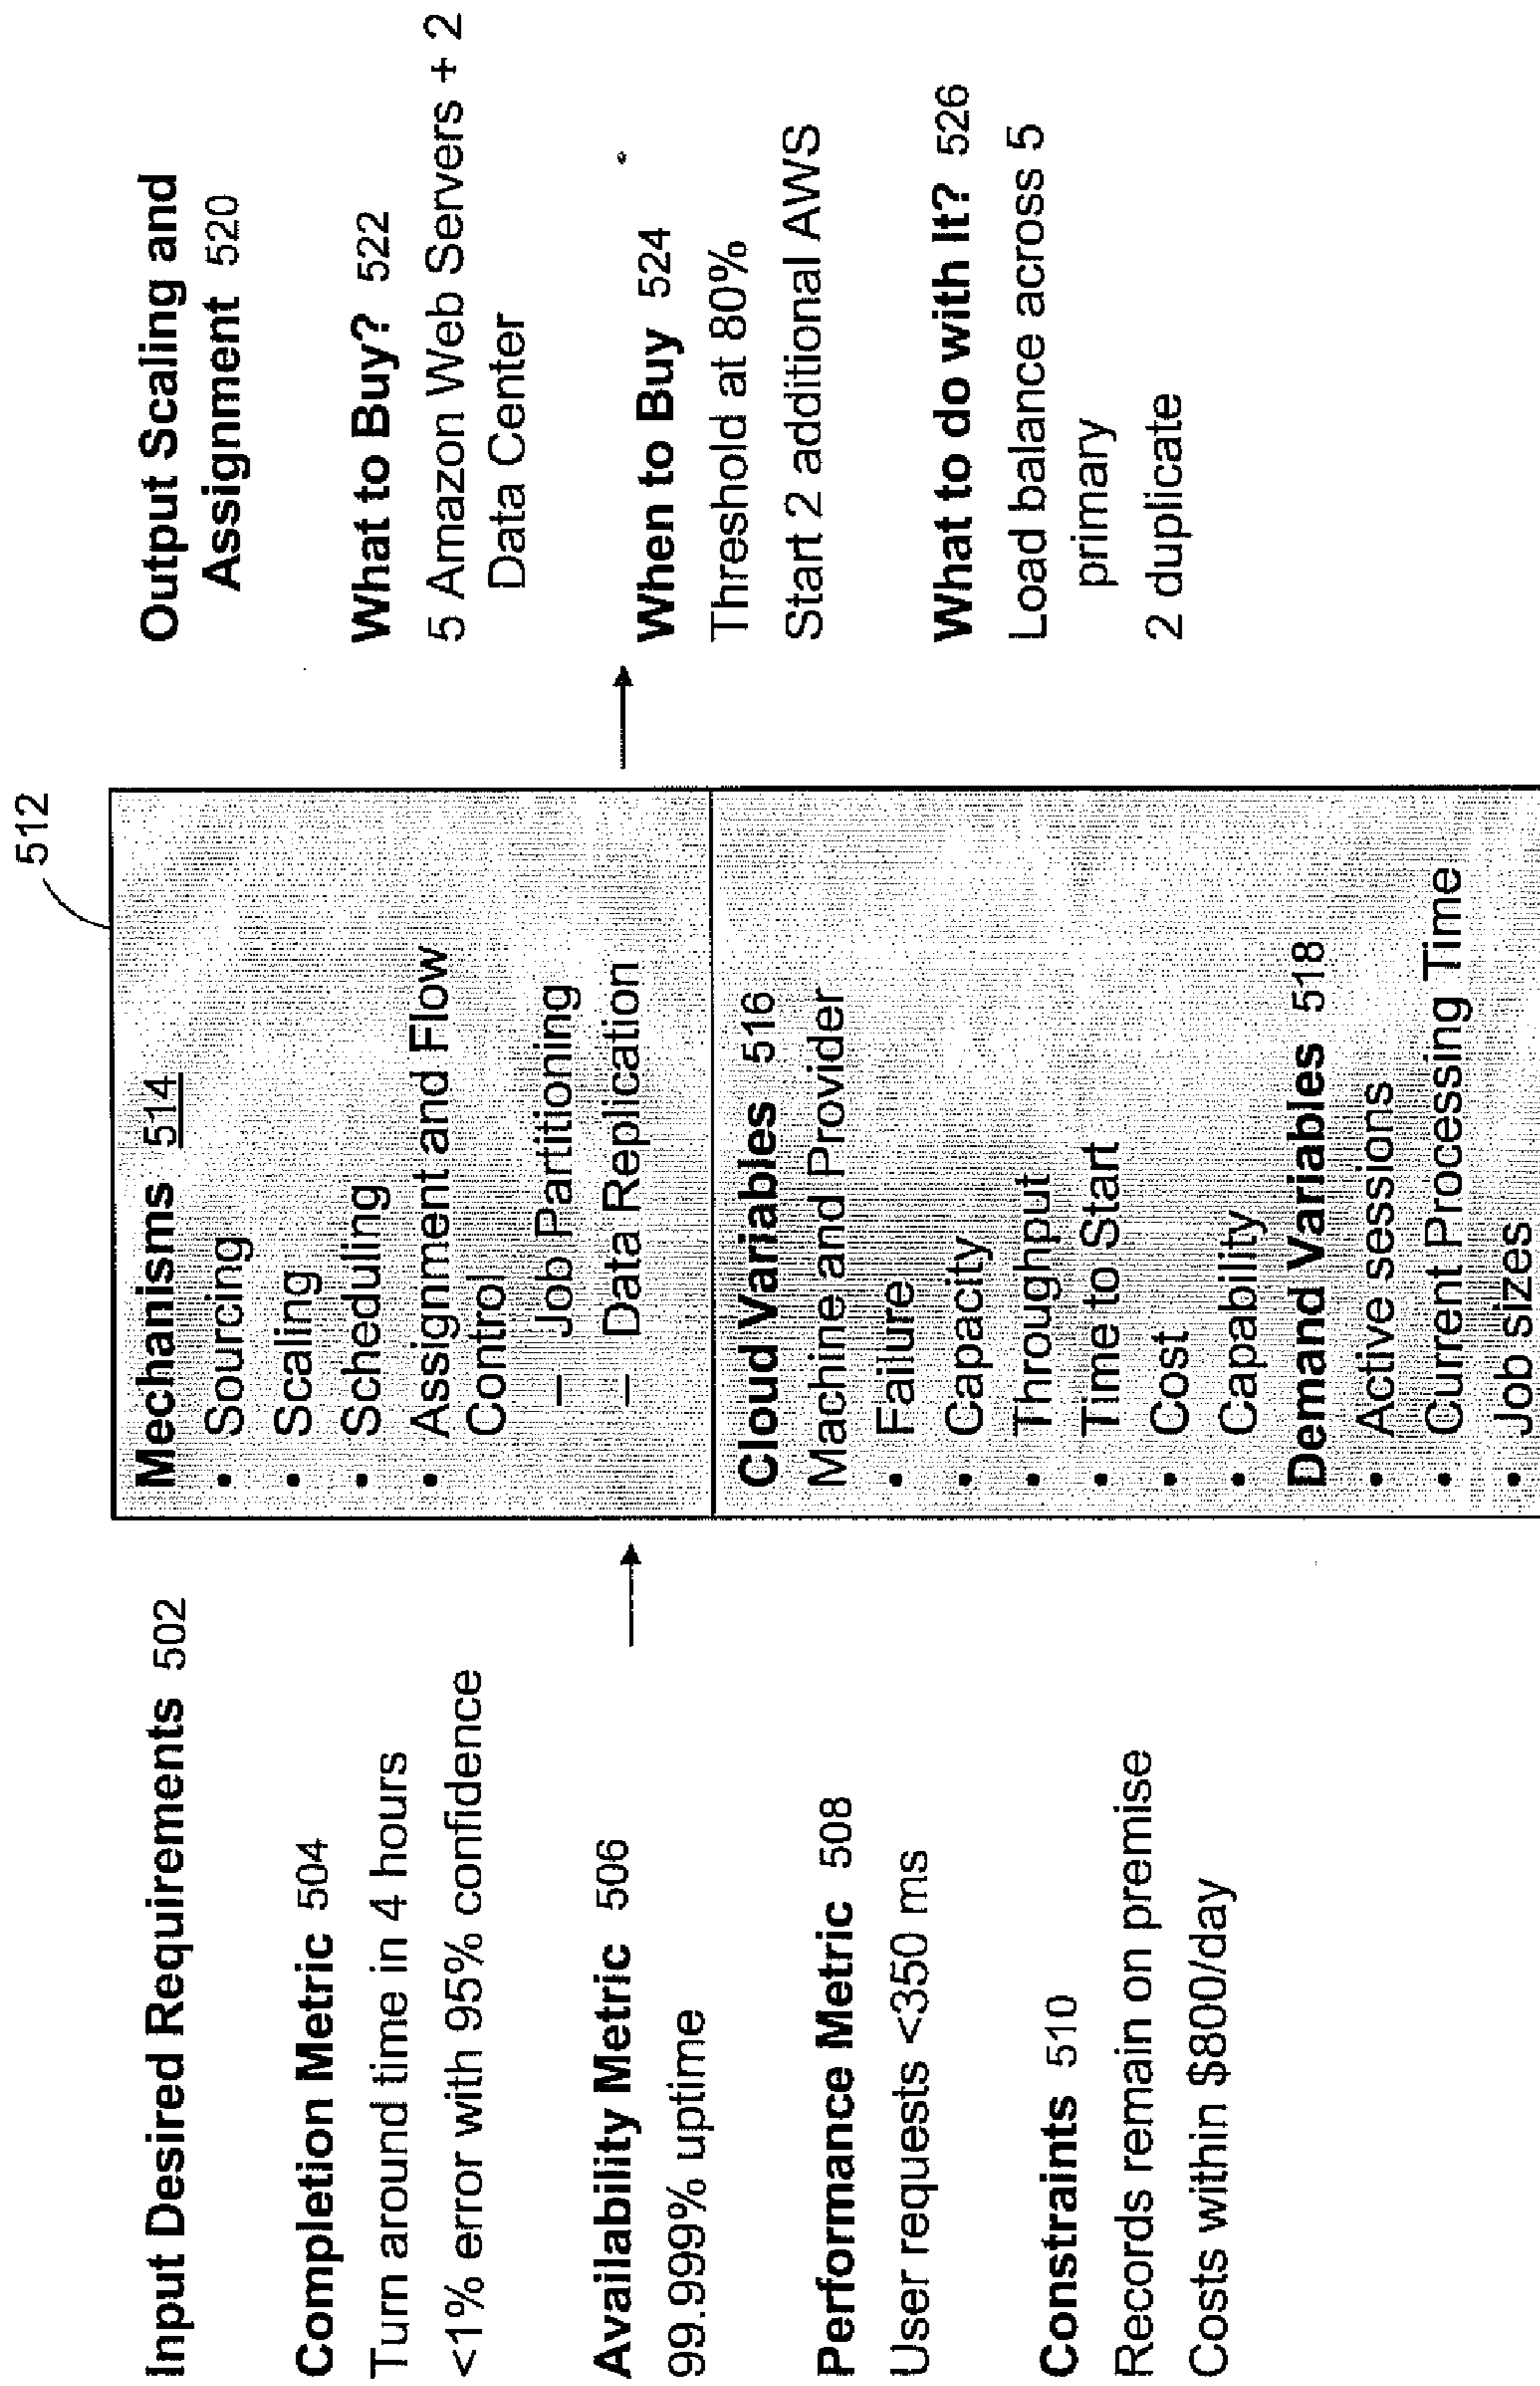 Input Desired Requirements 502
Completion Metric 504
Turn around time in 4 hours
<1% error with 95% confidence
Availability Metric 506
99.999% uptime
Performance Metric 508
User requests <350 ms
Constraints 510
Records remain on premise
Costs within $800/day
512
Mechanisms 514
• Sourcing
• Scaling
• Scheduling
• Assignment and Flow
Control
– Job Partitioning
– Data Replication
Cloud Variables 516
Machine and Provider
• Failure
• Capacity
• Throughput
• Time to Start
• Cost
• Capability
Demand Variables 518
• Active sessions
• Current Processing Time
• Job sizes
Output Scaling and
Assignment 520
What to Buy? 522
5 Amazon Web Servers + 2
Data Center
When to Buy 524
Threshold at 80%
Start 2 additional AWS
What to do with It? 526
Load balance across 5
primary
2 duplicate